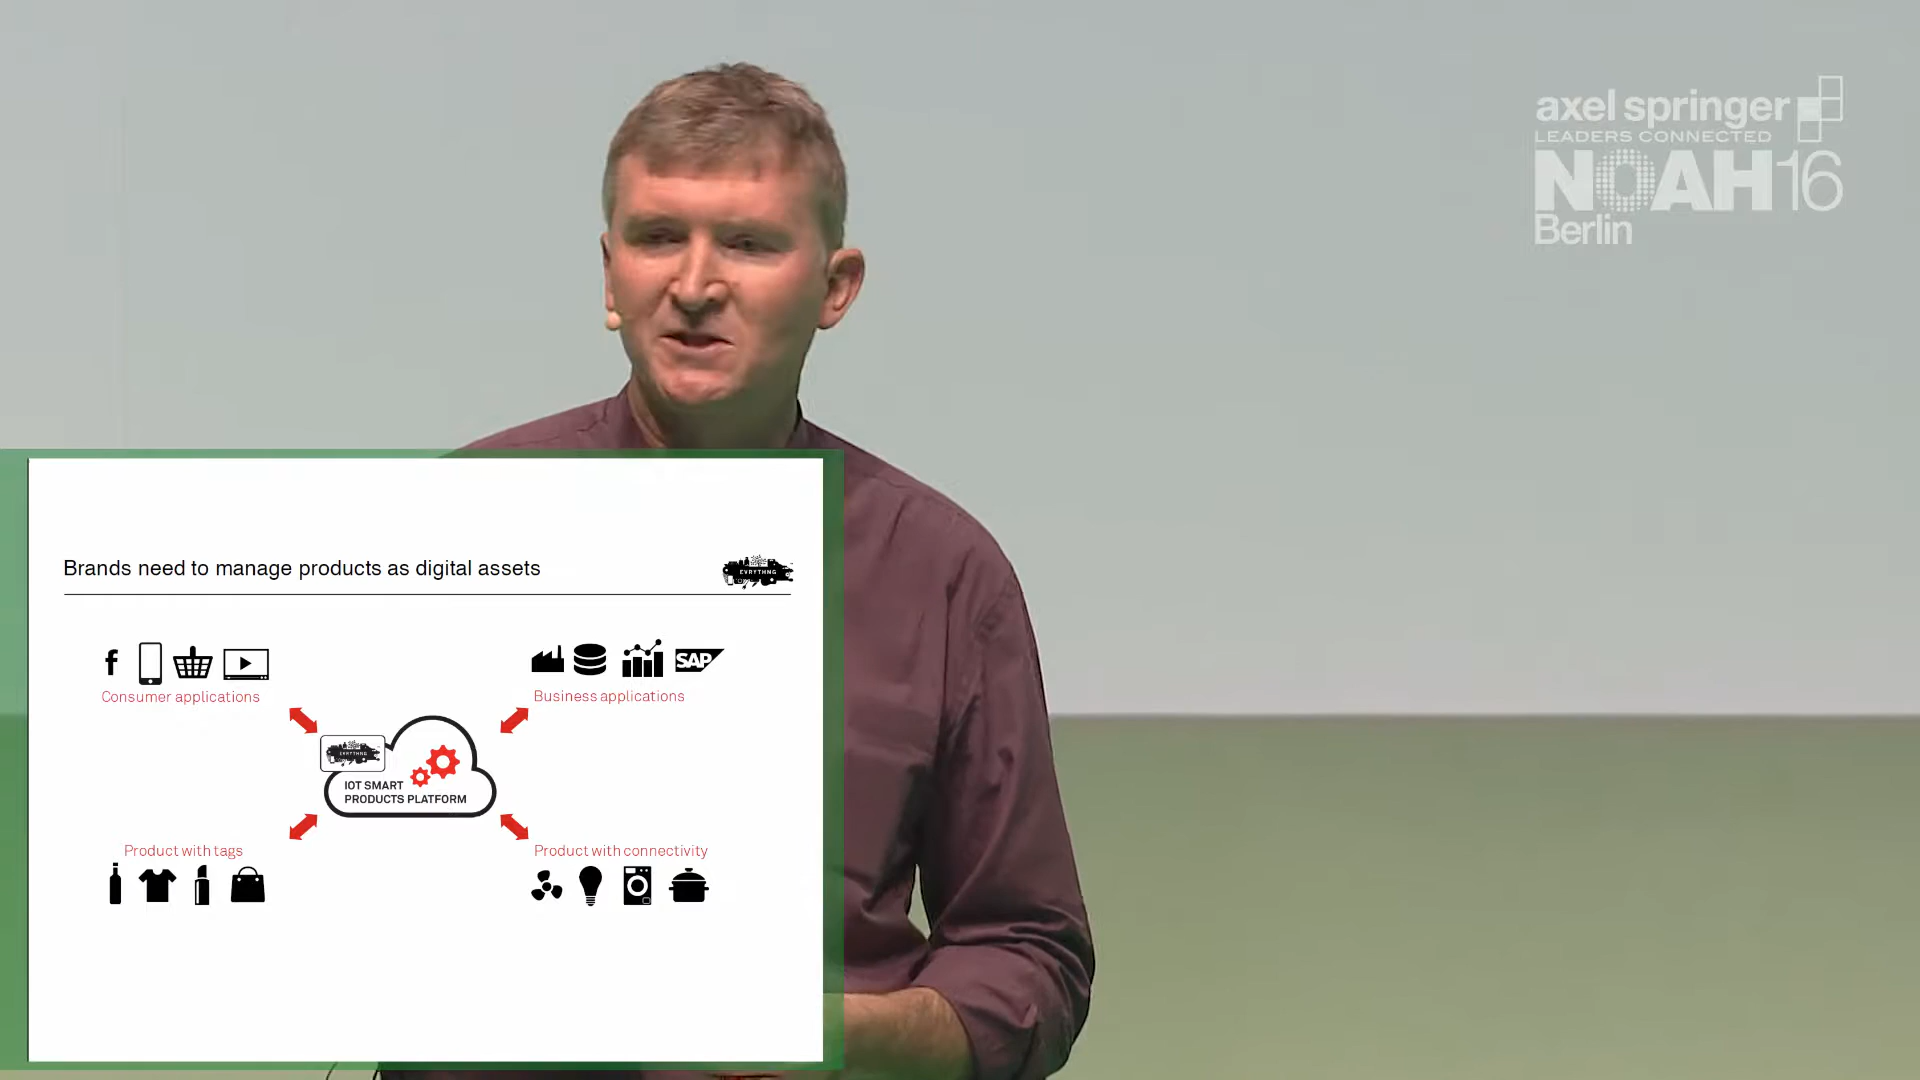 axel springer
LEADERS CONNECTED
NOAH16
Berlin
Brands need to manage products as digital assets
EVRYTHNG
f
SAP
Consumer applications
Business applications
EVRYTHNG
IOT SMART
PRODUCTS PLATFORM
Product with tags
Product with connectivity